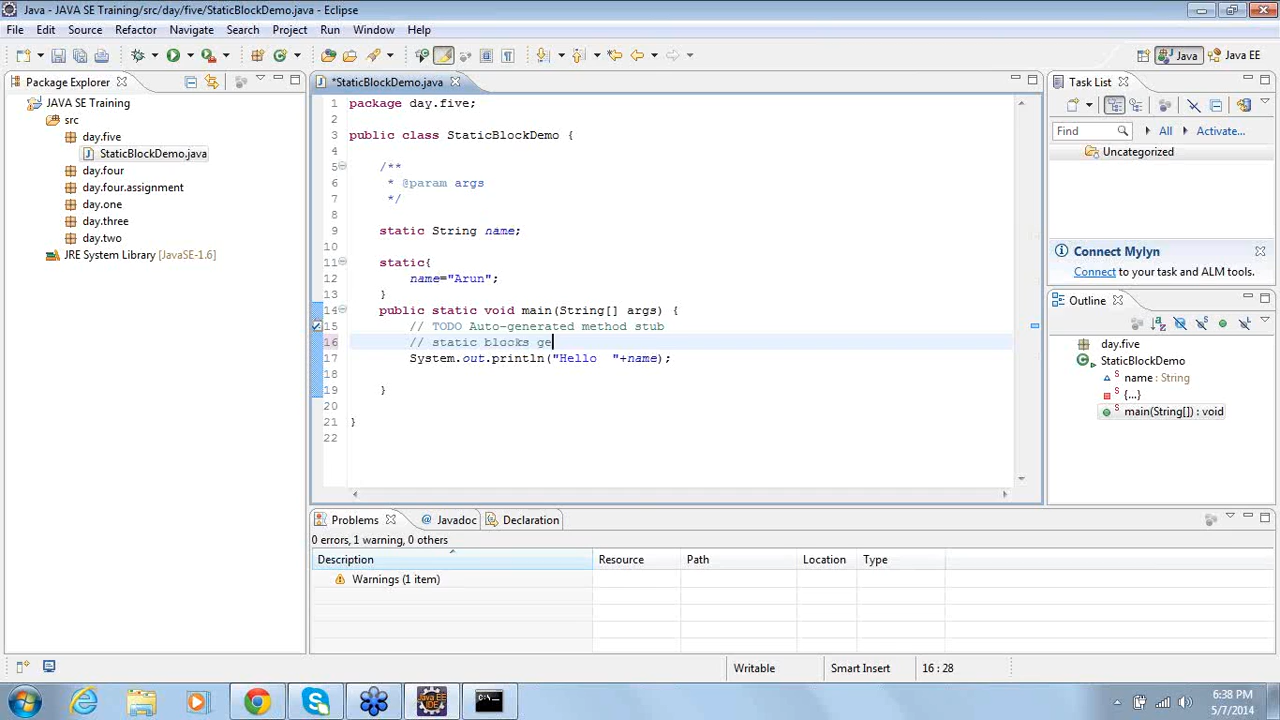 Java - JAVA SE Training/src/day/five/StaticBlockDemo.java - Eclipse
File Edit Source Refactor Navigate Search Project Run Window Help
Java Java EE
Package Explorer
JAVA SE Training
src
day.five
StaticBlockDemo.java
day.four
day.four.assignment
day.one
day.three
day.two
JRE System Library [JavaSE-1.6]
*StaticBlockDemo.java
1 package day.five;
2
3 public class StaticBlockDemo {
4
5 /**
6 * @param args
7 */
8
9 static String name;
10
11 static{
12 name="Arun";
13 }
14 public static void main(String[] args) {
15 // TODO Auto-generated method stub
16 // static blocks ge
17 System.out.println("Hello  "+name);
18
19 }
20
21 }
22
Task List
Find All Activate...
Uncategorized
Connect Mylyn
Connect to your task and ALM tools.
Outline
day.five
StaticBlockDemo
name : String
{...}
main(String[]) : void
Problems @ Javadoc Declaration
0 errors, 1 warning, 0 others
Description Resource Path Location Type
Warnings (1 item)
Writable Smart Insert 16 : 28
Java EE
IDE
6:38 PM
5/7/2014